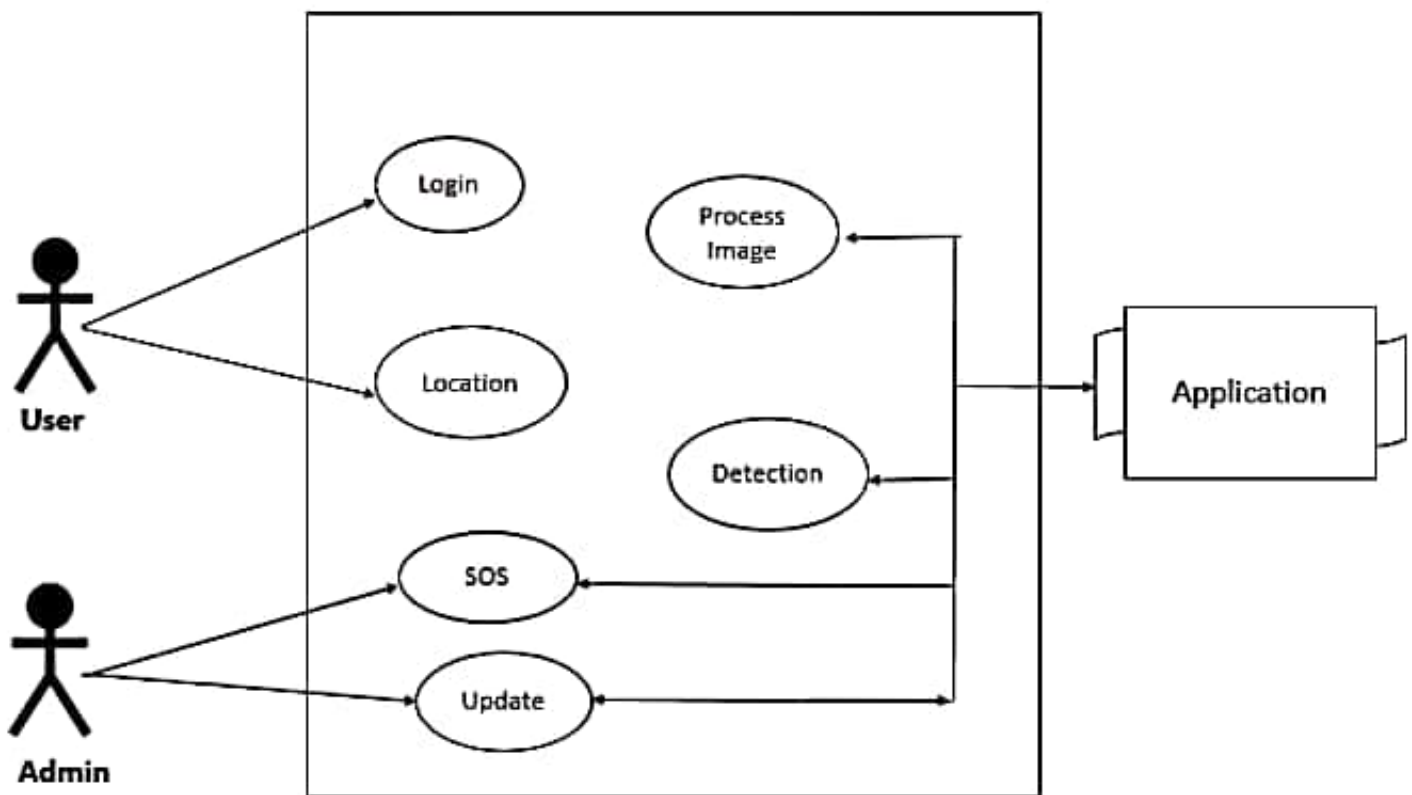 Login
Process
Image
User
Location
Application
Detection
SOS
Update
Admin